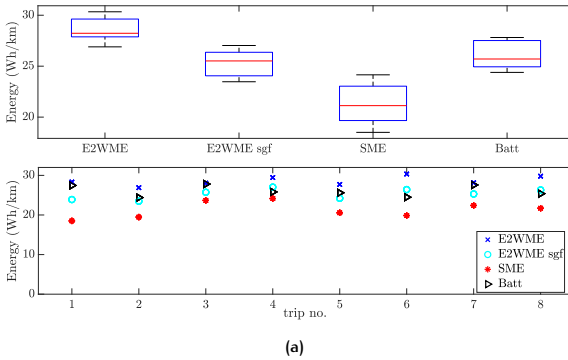 30
25
20
Energy (Wh/km)
E2WME
E2WME sgf
SME
Batt
30
20
10
0
Energy (Wh/km)
1
2
3
4
5
6
7
8
trip no.
E2WME
E2WME sgf
SME
Batt
(a)